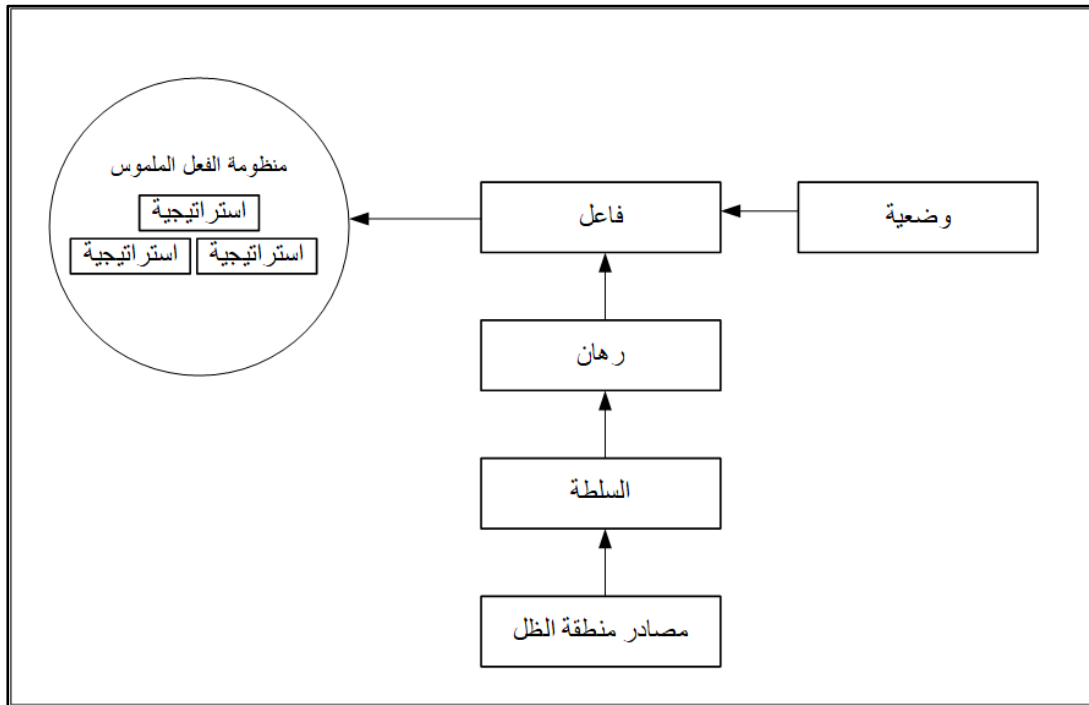 منظومة الفعل الملموس
استراتيجية
استراتيجية
استراتيجية
وضعية
فاعل
رهان
السلطة
مصادر منطقة الظل